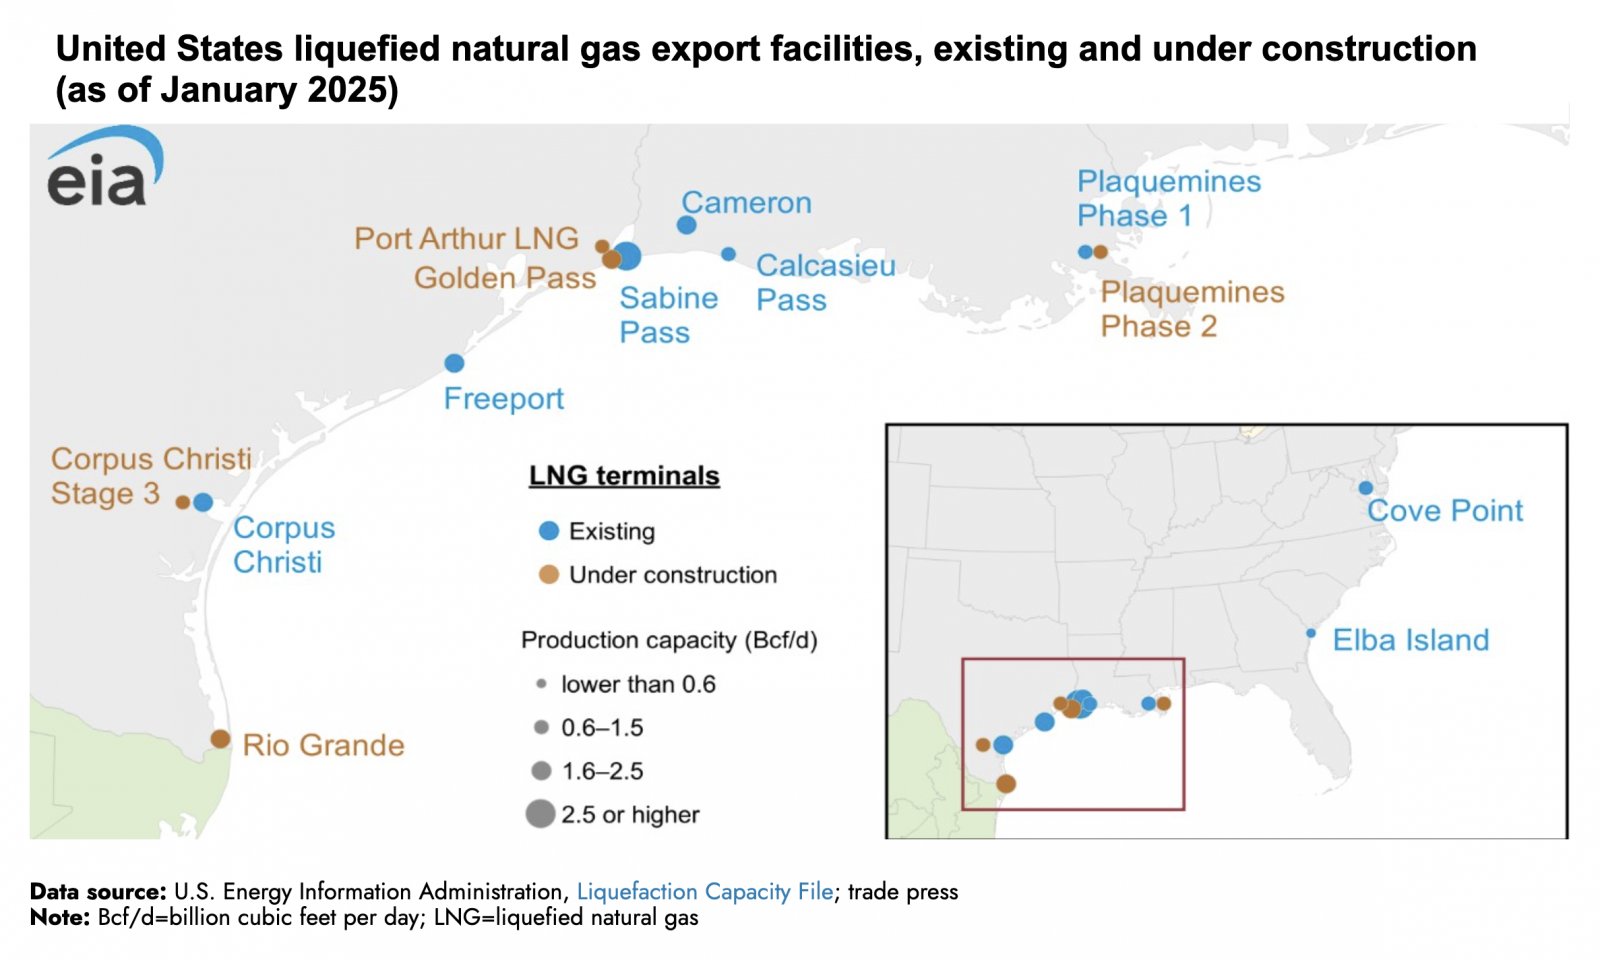 United States liquefied natural gas export facilities, existing and under construction
(as of January 2025)
eia
Plaquemines
Phase 1
Cameron
Port Arthur LNG
Golden Pass
Calcasieu
Pass
Sabine
Pass
Plaquemines
Phase 2
Freeport
Corpus Christi
Stage 3
Corpus
Christi
Rio Grande
LNG terminals
Existing
Under construction
Production capacity (Bcf/d)
lower than 0.6
0.6–1.5
1.6–2.5
2.5 or higher
Cove Point
Elba Island
Data source: U.S. Energy Information Administration, Liquefaction Capacity File; trade press
Note: Bcf/d=billion cubic feet per day; LNG=liquefied natural gas